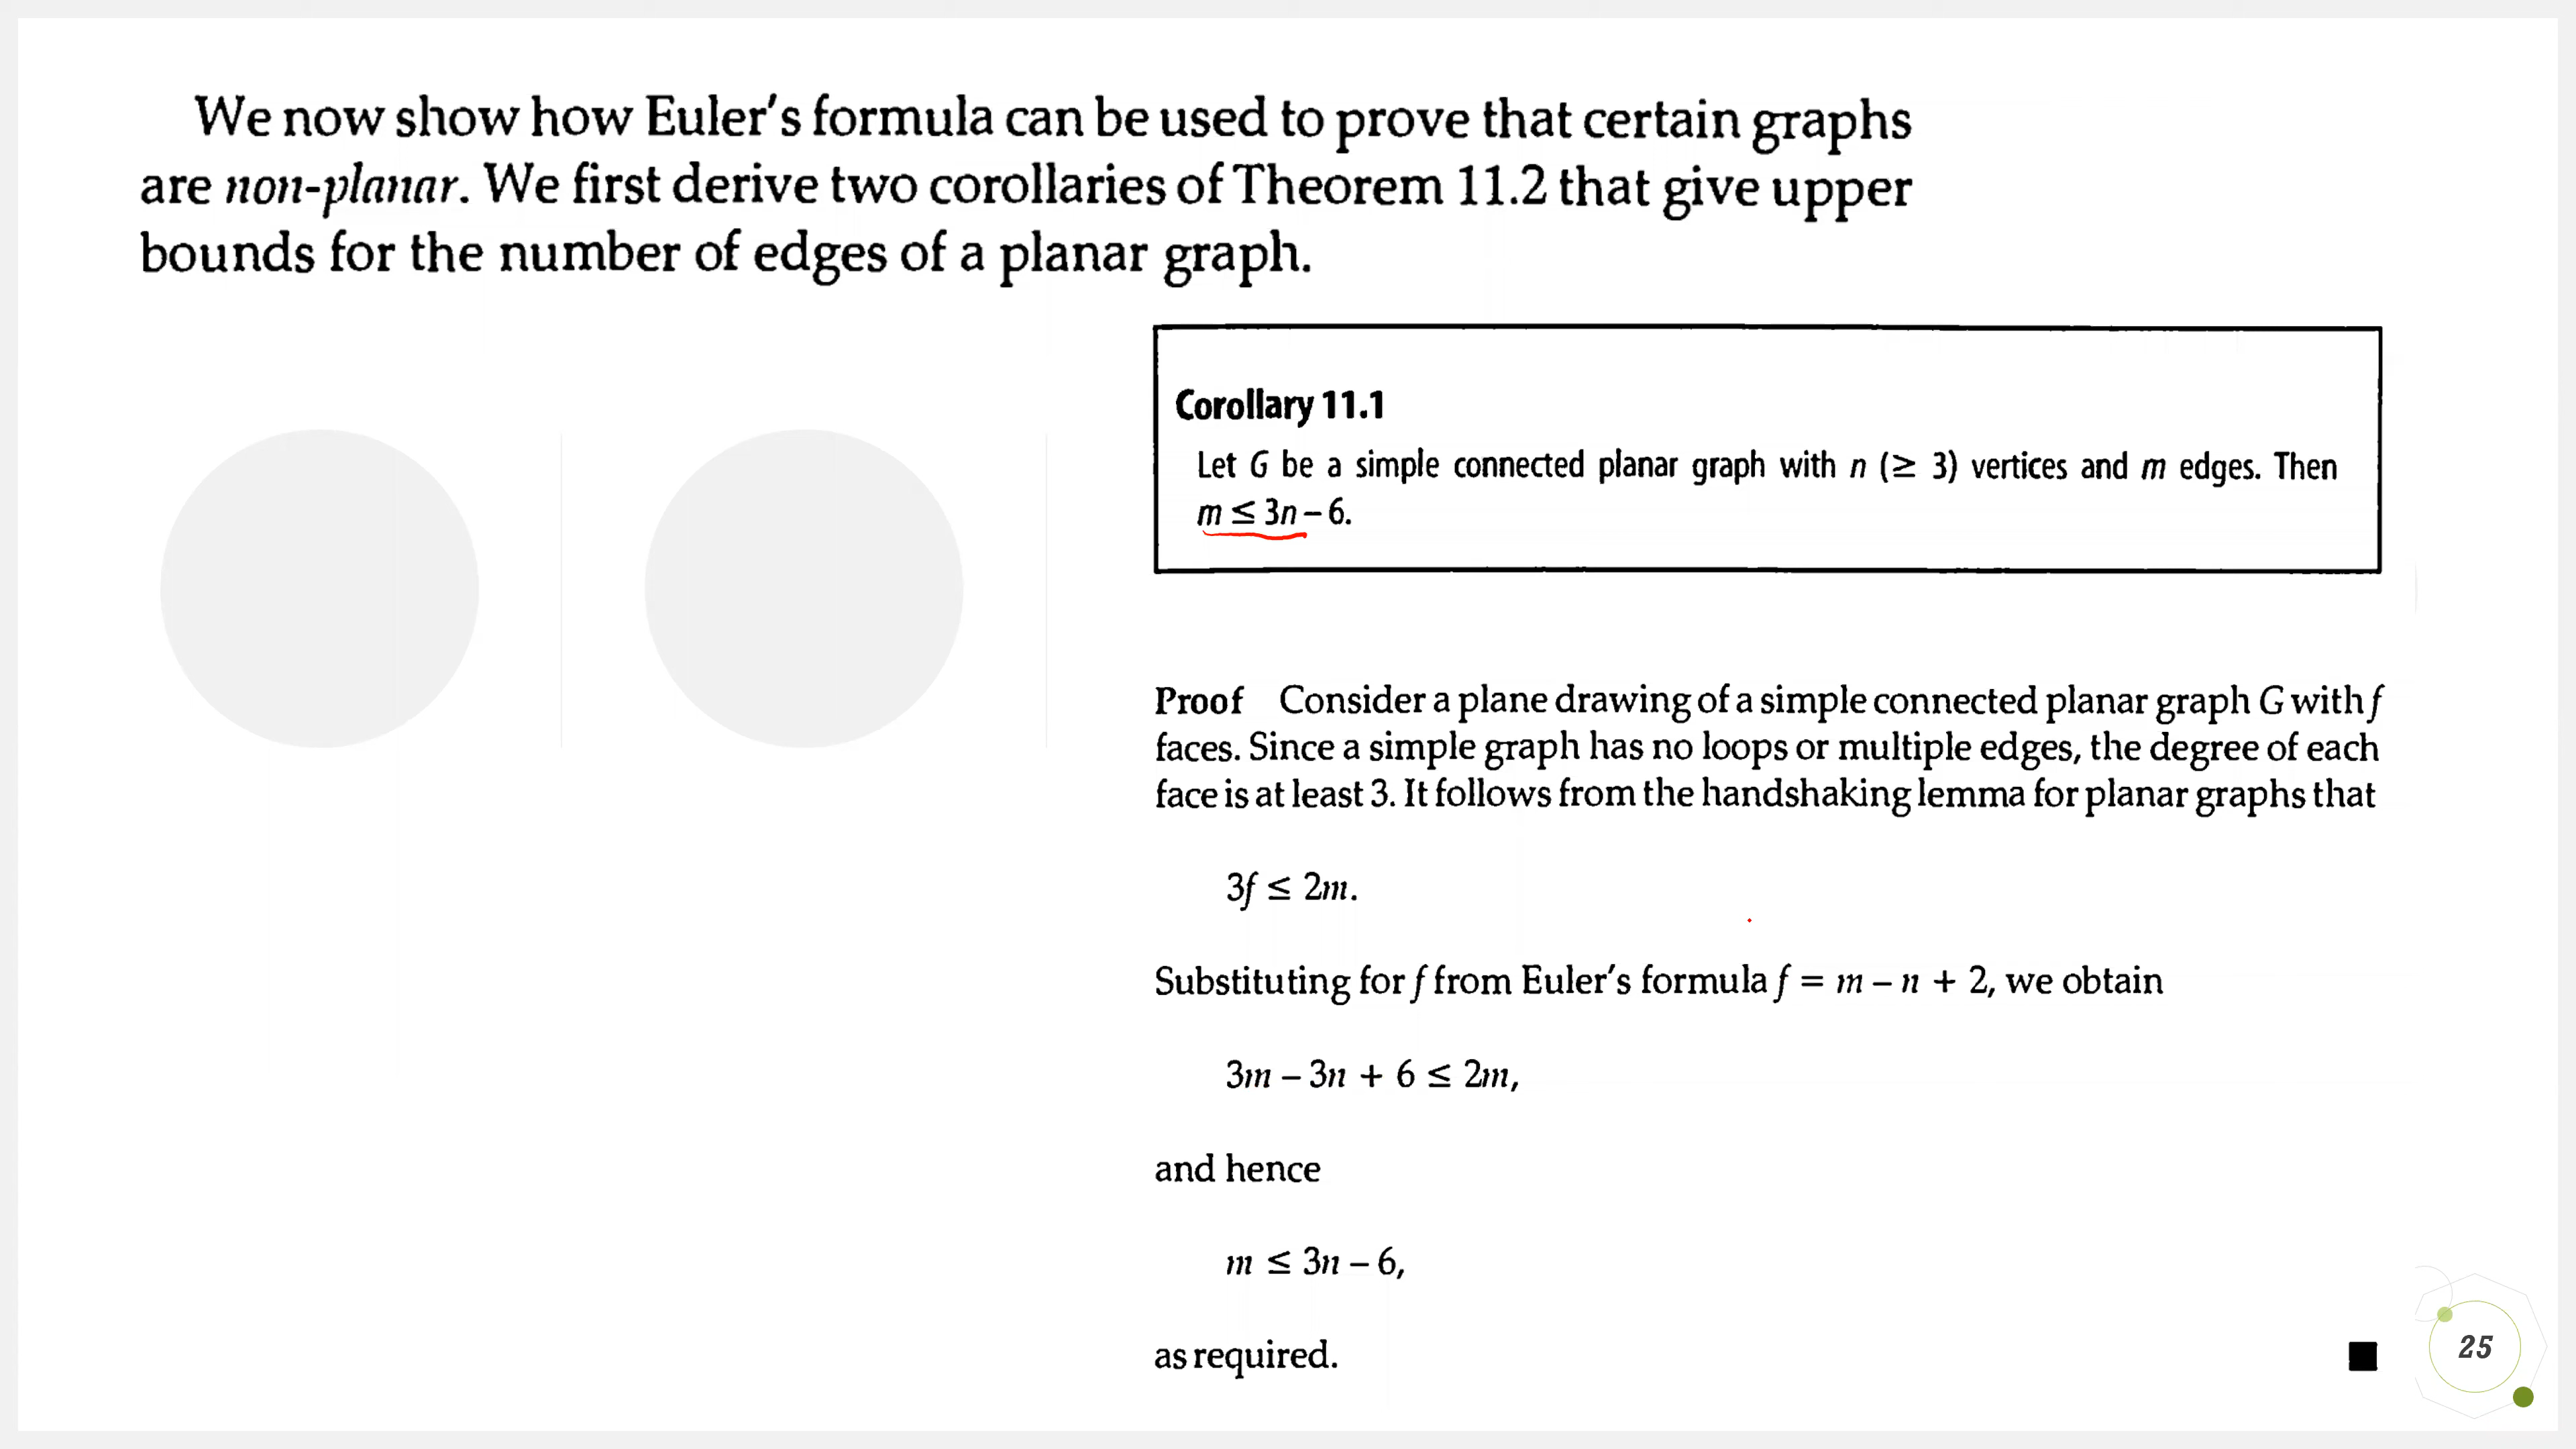 We now show how Euler's formula can be used to prove that certain graphs
are non-planar. We first derive two corollaries of Theorem 11.2 that give upper
bounds for the number of edges of a planar graph.
Corollary 11.1
Let G be a simple connected planar graph with n (≥ 3) vertices and m edges. Then
m ≤ 3n – 6.
Proof Consider a plane drawing of a simple connected planar graph G with f
faces. Since a simple graph has no loops or multiple edges, the degree of each
face is at least 3. It follows from the handshaking lemma for planar graphs that
3f ≤ 2m.
Substituting for f from Euler's formula f = m – n + 2, we obtain
3m – 3n + 6 ≤ 2m,
and hence
m ≤ 3n – 6,
as required.
25